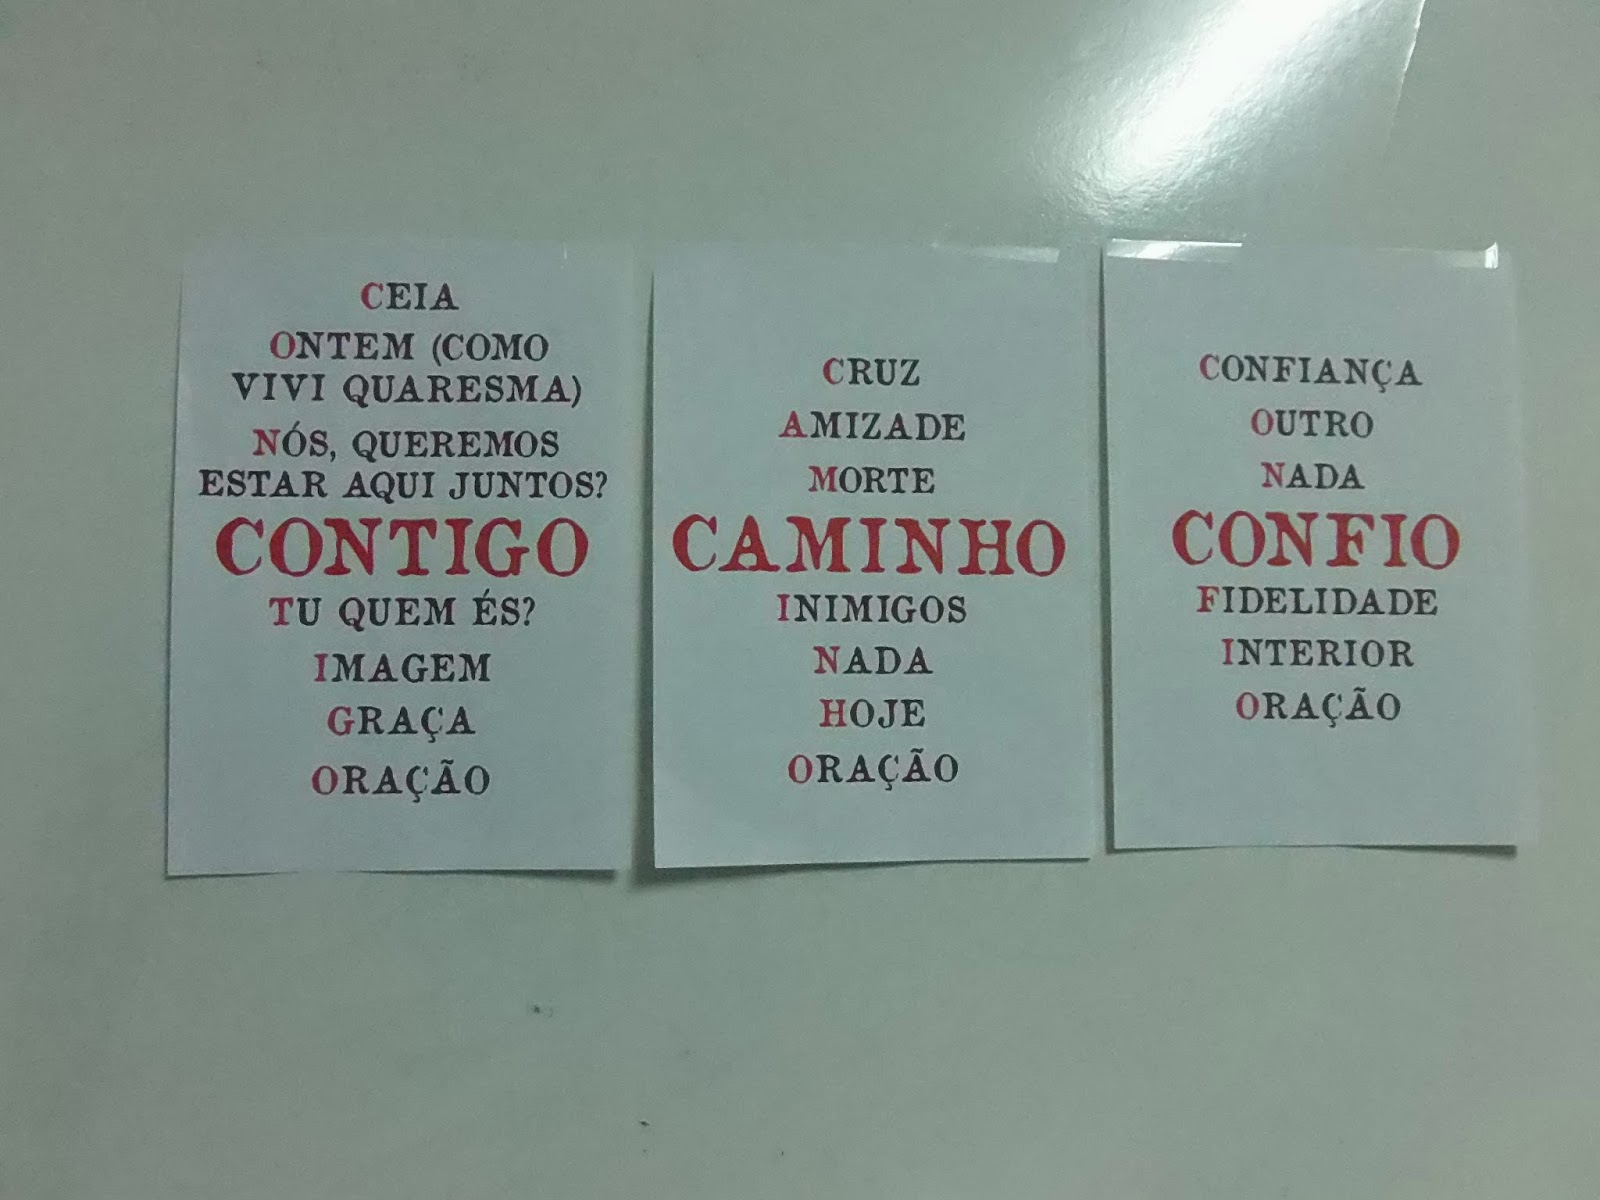 CEIA
ONTEM (COMO
VIVI QUARESMA)
NÓS, QUEREMOS
ESTAR AQUI JUNTOS?
CONTIGO
TU QUEM ÉS?
IMAGEM
GRAÇA
ORAÇÃO
CRUZ
AMIZADE
MORTE
CAMINHO
INIMIGOS
NADA
HOJE
ORAÇÃO
CONFIANÇA
OUTRO
NADA
CONFIO
FIDELIDADE
INTERIOR
ORAÇÃO